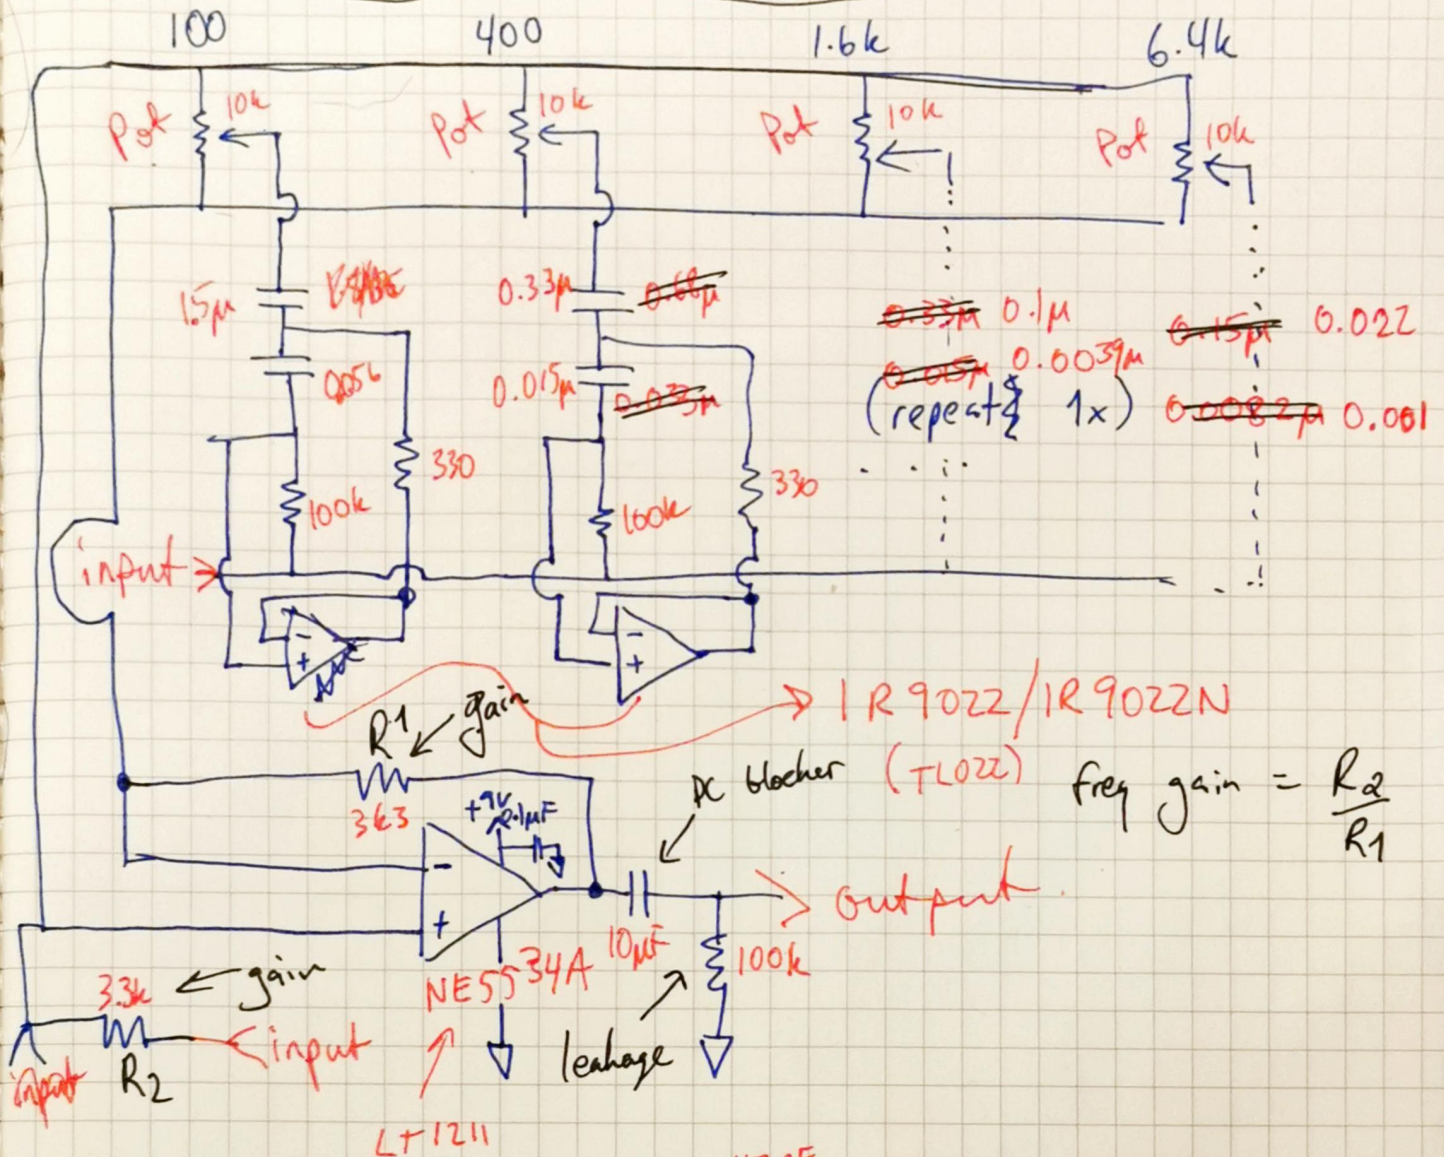 100 400 1.6k 6.4k
Pot 10k Pot 10k Pot 10k Pot 10k
1.5µ 0.33µ 0.68µ 0.33µ 0.1µ 0.15µ 0.022
0.056 0.015µ 0.033µ 0.015µ 0.0039µ
(repeat 1x) 0.0082µ 0.001
330 330
100k 100k
input
- -
+ +
R1 gain IR9022/IR9022N
DC blocker (TL022) freq gain = R2
R1
3k3 +9V 0.1µF
-
+ output
10µF 100k
NE5534A
3.3k gain
input leakage
input R2
LT1211